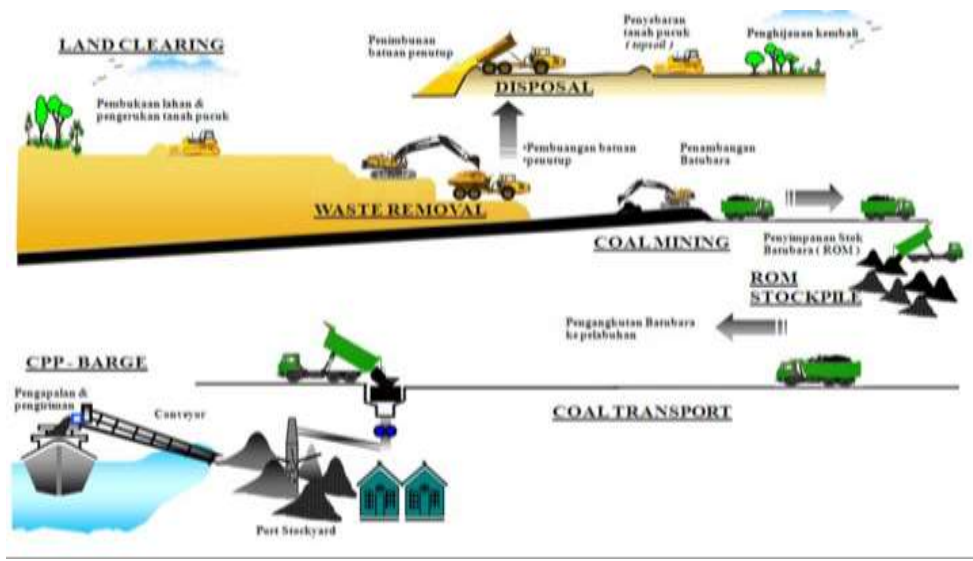 LAND CLEARING
Pembukaan lahan &
pengerukan tanah pucuk
Penimbunan
batuan penutup
Penyebaran
tanah pucuk
( topsoil )
Penghijauan kembali
DISPOSAL
•Pembuangan batuan
•penutup
Penambangan
Batubara
WASTE REMOVAL
COAL MINING
Penyimpanan Stok
Batubara ( ROM )
ROM
STOCKPILE
Pengangkutan Batubara
ke pelabuhan
CPP - BARGE
Pengapalan &
pengiriman
Conveyor
COAL TRANSPORT
Port Stockyard